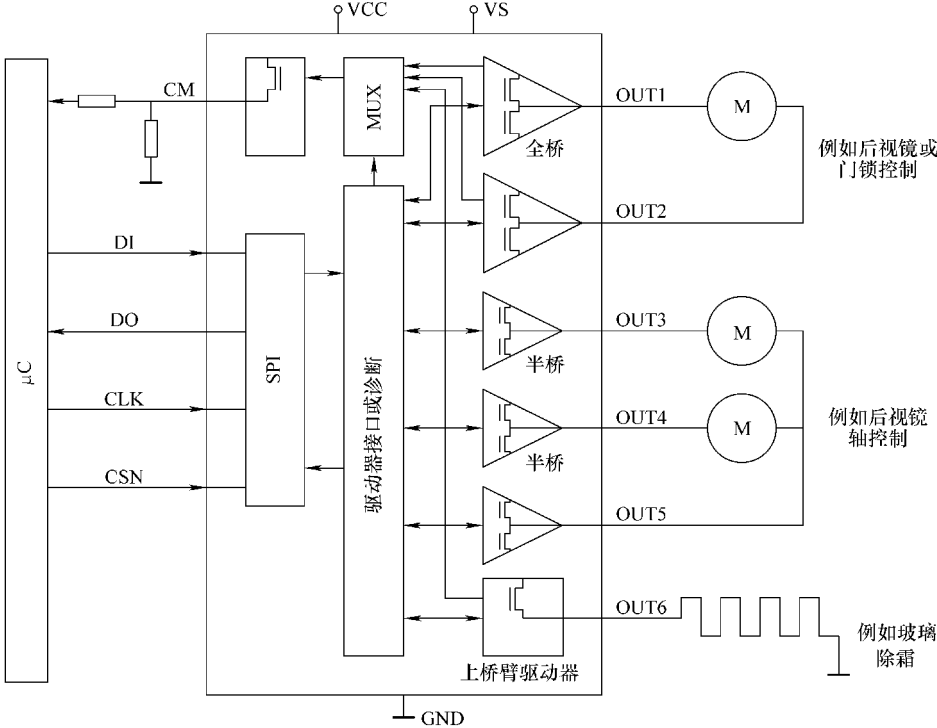 VCC
VS
CM
MUX
全桥
OUT1
M
例如后视镜或
门锁控制
OUT2
DI
DO
CLK
CSN
μC
SPI
驱动器接口或诊断
OUT3
M
半桥
OUT4
M
半桥
例如后视镜
轴控制
OUT5
OUT6
例如玻璃
除霜
上桥臂驱动器
GND